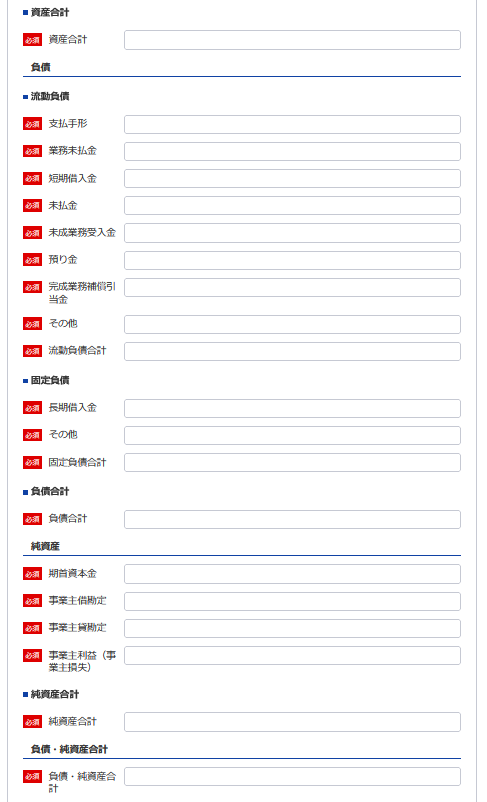 資産合計
必須 資産合計
負債
流動負債
必須 支払手形
必須 業務未払金
必須 短期借入金
必須 未払金
必須 未成業務受入金
必須 預り金
必須 完成業務補償引
当金
必須 その他
必須 流動負債合計
固定負債
必須 長期借入金
必須 その他
必須 固定負債合計
負債合計
必須 負債合計
純資産
必須 期首資本金
必須 事業主借勘定
必須 事業主貸勘定
必須 事業主利益（事
業主損失）
純資産合計
必須 純資産合計
負債・純資産合計
必須 負債・純資産合
計